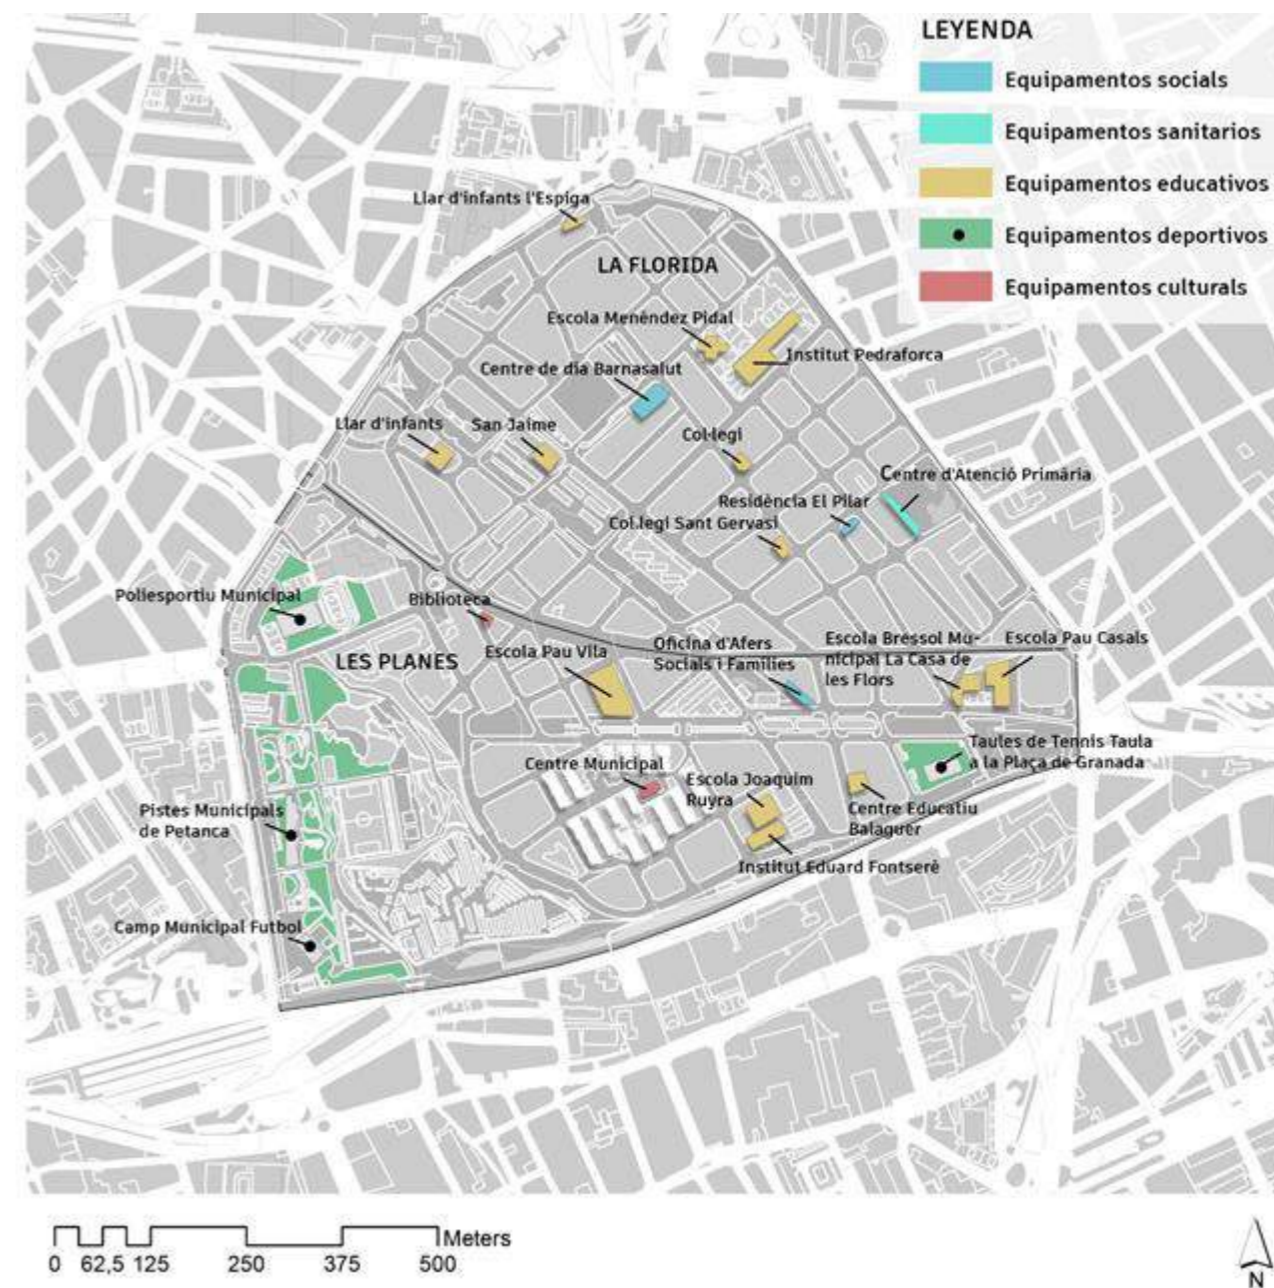 LEYENDA
Equipamentos socials
Equipamentos sanitarios
Equipamentos educativos
Equipamentos deportivos
Equipamentos culturals
Llar d'infants l'Espiga
LA FLORIDA
Escola Menéndez Pidal
Institut Pedraforca
Centre de dia Barnasalut
Llar d'infants
San Jaime
Col·legi
Centre d'Atenció Primària
Residència El Pilar
Col.legi Sant Gervasi
Poliesportiu Municipal
Biblioteca
LES PLANES
Escola Pau Vila
Oficina d'Afers
Socials i Famílies
Escola Bressol Mu-
nicipal La Casa de
les Flors
Escola Pau Casals
Taules de Tennis Taula
a la Plaça de Granada
Centre Municipal
Escola Joaquim
Ruyra
Centre Educatiu
Balaguer
Institut Eduard Fontserè
Pistes Municipals
de Petanca
Camp Municipal Futbol
Meters
0 62,5 125 250 375 500
N